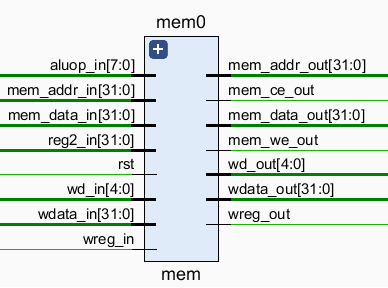 mem0
aluop_in[7:0]
mem_addr_in[31:0]
mem_data_in[31:0]
reg2_in[31:0]
rst
wd_in[4:0]
wdata_in[31:0]
wreg_in
mem_addr_out[31:0]
mem_ce_out
mem_data_out[31:0]
mem_we_out
wd_out[4:0]
wdata_out[31:0]
wreg_out
mem